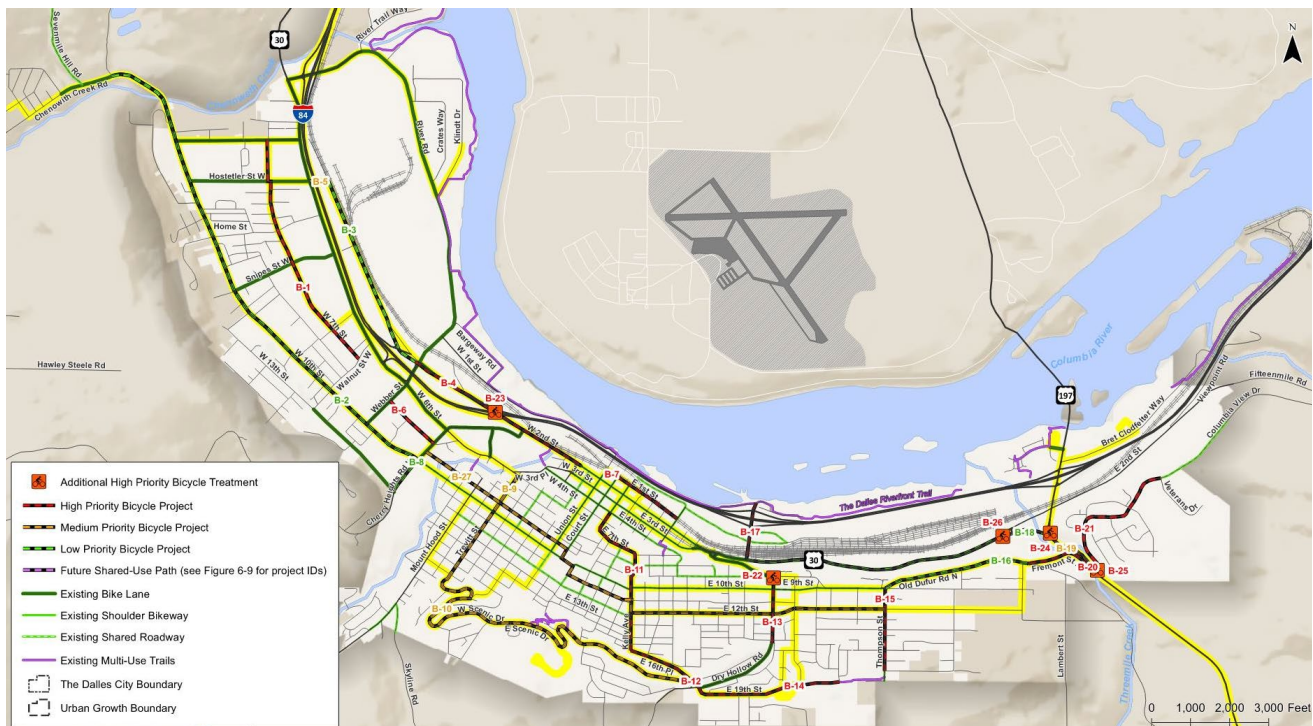 River Trail Way
30
Sevenmile Hill Rd
N
Chenowith Creek
Chenowith Creek Rd
84
River Rd
Crates Way
Klindt Dr
Hostetler St W
B-5
Home St
B-3
Snipes St W
B-1
W 7th St
Bargeway Rd
W 1st St
Columbia River
Hawley Steele Rd
W 13th St
W 10th St
Walnut St W
B-4
B-23
Fifteenmile Rd
Viewpoint Rd
Columbia View Dr
197
B-2
Webber St
B-6
W 6th St
W 2nd St
Bret Clodfelter Way
E 2nd St
B-8
Cherry Heights Rd
B-27
B-9
W 3rd Pl
W 3rd St
W 4th St
B-7
E 1st St
The Dalles Riverfront Trail
Veterans Dr
Mount Hood St
Trevitt St
Union St
Court St
E 4th St
E 3rd St
E 7th St
B-17
B-26
B-18
B-21
B-24
B-19
30
B-11
B-22
E 9th St
E 10th St
Old Dufur Rd N
B-16
Fremont St
B-20
B-25
B-10
W Scenic Dr
E Scenic Dr
E 13th St
E 12th St
B-15
B-13
Kelly Ave
Thompson St
Lambert St
Threemile Creek
Skyline Rd
E 16th Pl
Dry Hollow Rd
B-12
E 19th St
B-14
Additional High Priority Bicycle Treatment
High Priority Bicycle Project
Medium Priority Bicycle Project
Low Priority Bicycle Project
Future Shared-Use Path (see Figure 6-9 for project IDs)
Existing Bike Lane
Existing Shoulder Bikeway
Existing Shared Roadway
Existing Multi-Use Trails
The Dalles City Boundary
Urban Growth Boundary
0 1,000 2,000 3,000 Feet